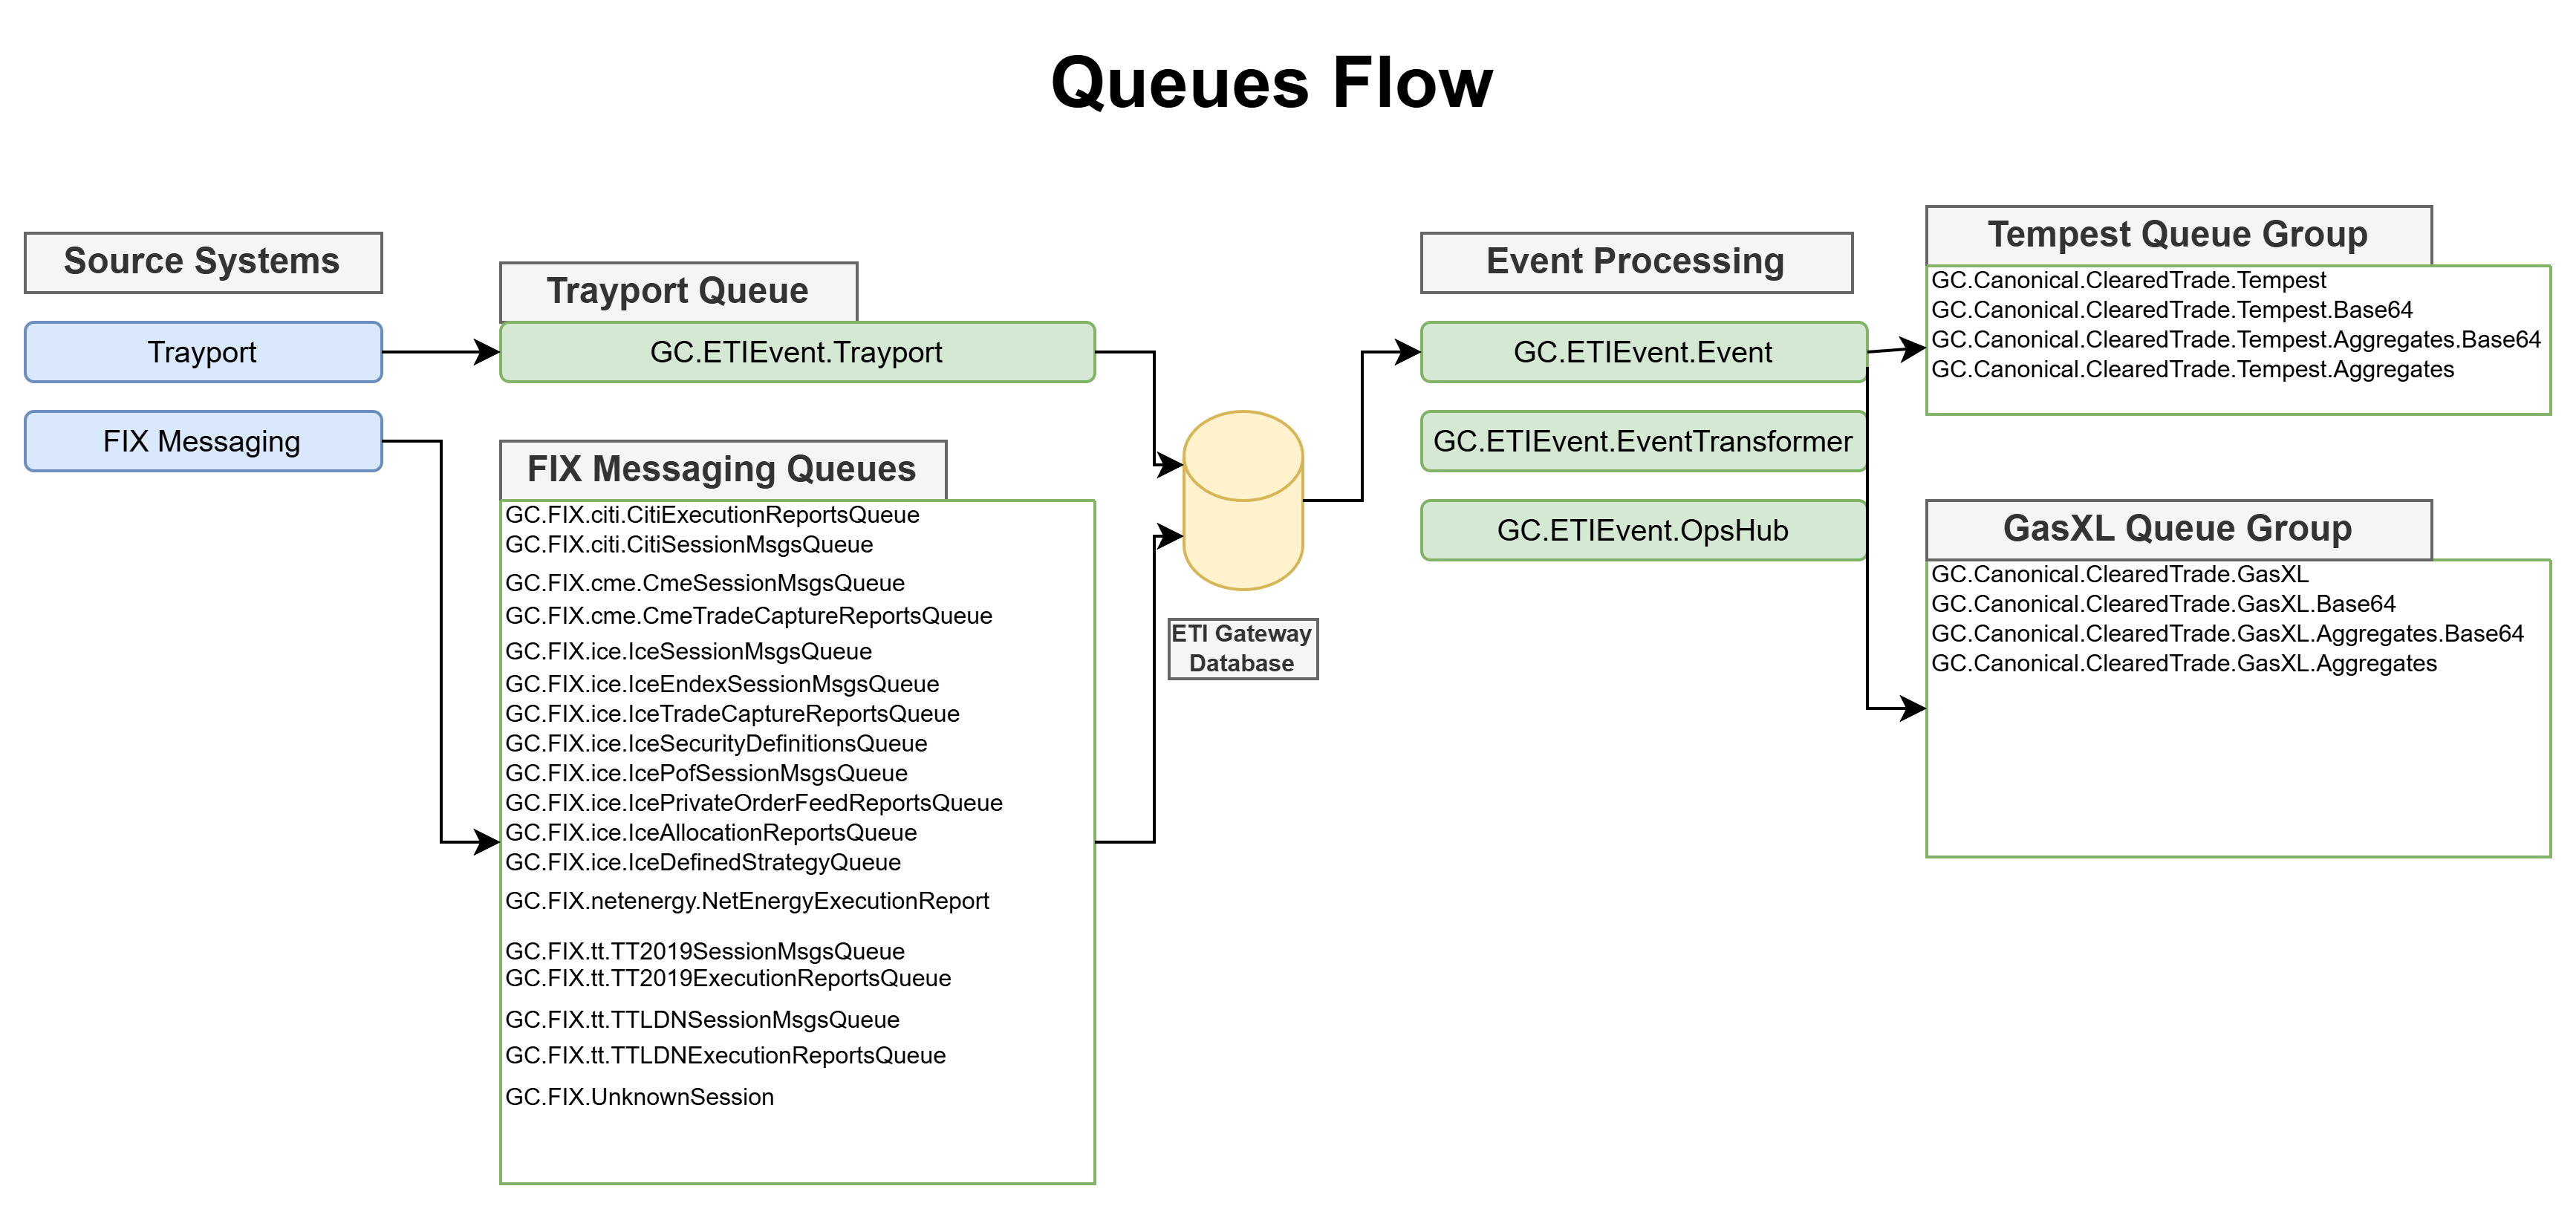 Queues Flow
Source Systems
Trayport
FIX Messaging
Trayport Queue
GC.ETIEvent.Trayport
FIX Messaging Queues
GC.FIX.citi.CitiExecutionReportsQueue
GC.FIX.citi.CitiSessionMsgsQueue
GC.FIX.cme.CmeSessionMsgsQueue
GC.FIX.cme.CmeTradeCaptureReportsQueue
GC.FIX.ice.IceSessionMsgsQueue
GC.FIX.ice.IceEndexSessionMsgsQueue
GC.FIX.ice.IceTradeCaptureReportsQueue
GC.FIX.ice.IceSecurityDefinitionsQueue
GC.FIX.ice.IcePofSessionMsgsQueue
GC.FIX.ice.IcePrivateOrderFeedReportsQueue
GC.FIX.ice.IceAllocationReportsQueue
GC.FIX.ice.IceDefinedStrategyQueue
GC.FIX.netenergy.NetEnergyExecutionReport
GC.FIX.tt.TT2019SessionMsgsQueue
GC.FIX.tt.TT2019ExecutionReportsQueue
GC.FIX.tt.TTLDNSessionMsgsQueue
GC.FIX.tt.TTLDNExecutionReportsQueue
GC.FIX.UnknownSession
ETI Gateway
Database
Event Processing
GC.ETIEvent.Event
GC.ETIEvent.EventTransformer
GC.ETIEvent.OpsHub
Tempest Queue Group
GC.Canonical.ClearedTrade.Tempest
GC.Canonical.ClearedTrade.Tempest.Base64
GC.Canonical.ClearedTrade.Tempest.Aggregates.Base64
GC.Canonical.ClearedTrade.Tempest.Aggregates
GasXL Queue Group
GC.Canonical.ClearedTrade.GasXL
GC.Canonical.ClearedTrade.GasXL.Base64
GC.Canonical.ClearedTrade.GasXL.Aggregates.Base64
GC.Canonical.ClearedTrade.GasXL.Aggregates